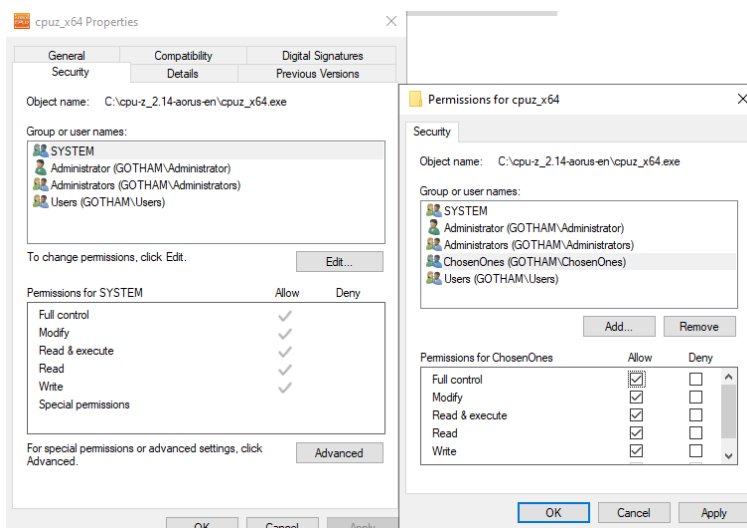 cpuz_x64 Properties
General Compatibility Digital Signatures
Security Details Previous Versions
Object name: C:\cpu-z_2.14-aorus-en\cpuz_x64.exe
Group or user names:
SYSTEM
Administrator (GOTHAM\Administrator)
Administrators (GOTHAM\Administrators)
Users (GOTHAM\Users)
To change permissions, click Edit.
Edit...
Permissions for SYSTEM Allow Deny
Full control
Modify
Read & execute
Read
Write
Special permissions
For special permissions or advanced settings, click
Advanced.
Advanced
OK Cancel Apply
Permissions for cpuz_x64
Security
Object name: C:\cpu-z_2.14-aorus-en\cpuz_x64.exe
Group or user names:
SYSTEM
Administrator (GOTHAM\Administrator)
Administrators (GOTHAM\Administrators)
ChosenOnes (GOTHAM\ChosenOnes)
Users (GOTHAM\Users)
Add... Remove
Permissions for ChosenOnes Allow Deny
Full control
Modify
Read & execute
Read
Write
OK Cancel Apply